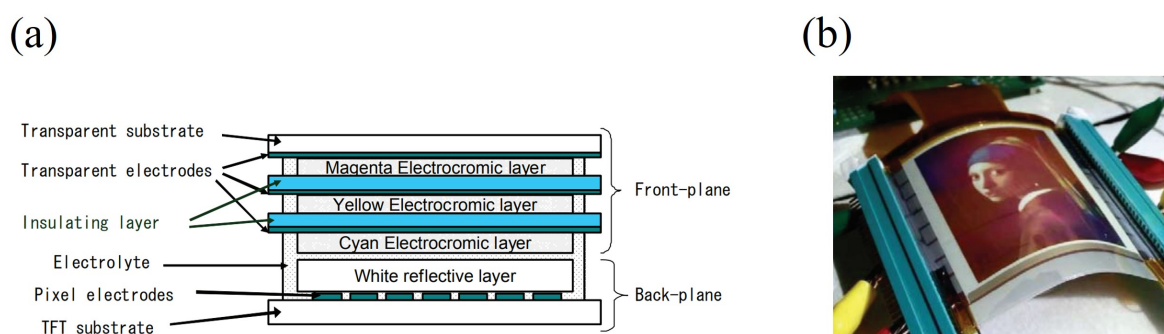 (a)
Transparent substrate
Transparent electrodes
Insulating layer
Electrolyte
Pixel electrodes
TFT substrate
Magenta Electrocromic layer
Yellow Electrocromic layer
Cyan Electrocromic layer
White reflective layer
Front-plane
Back-plane
(b)